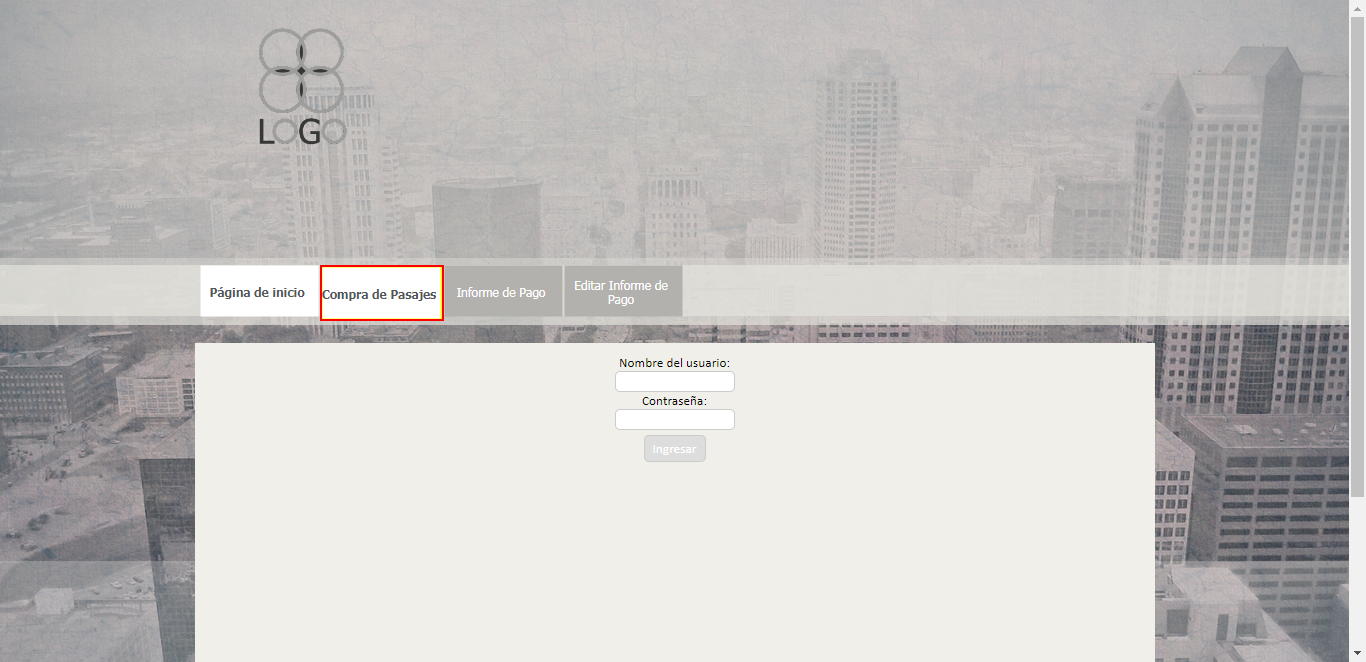 LOGO
Página de inicio
Compra de Pasajes
Informe de Pago
Editar Informe de
Pago
Nombre del usuario:
Contraseña:
Ingresar